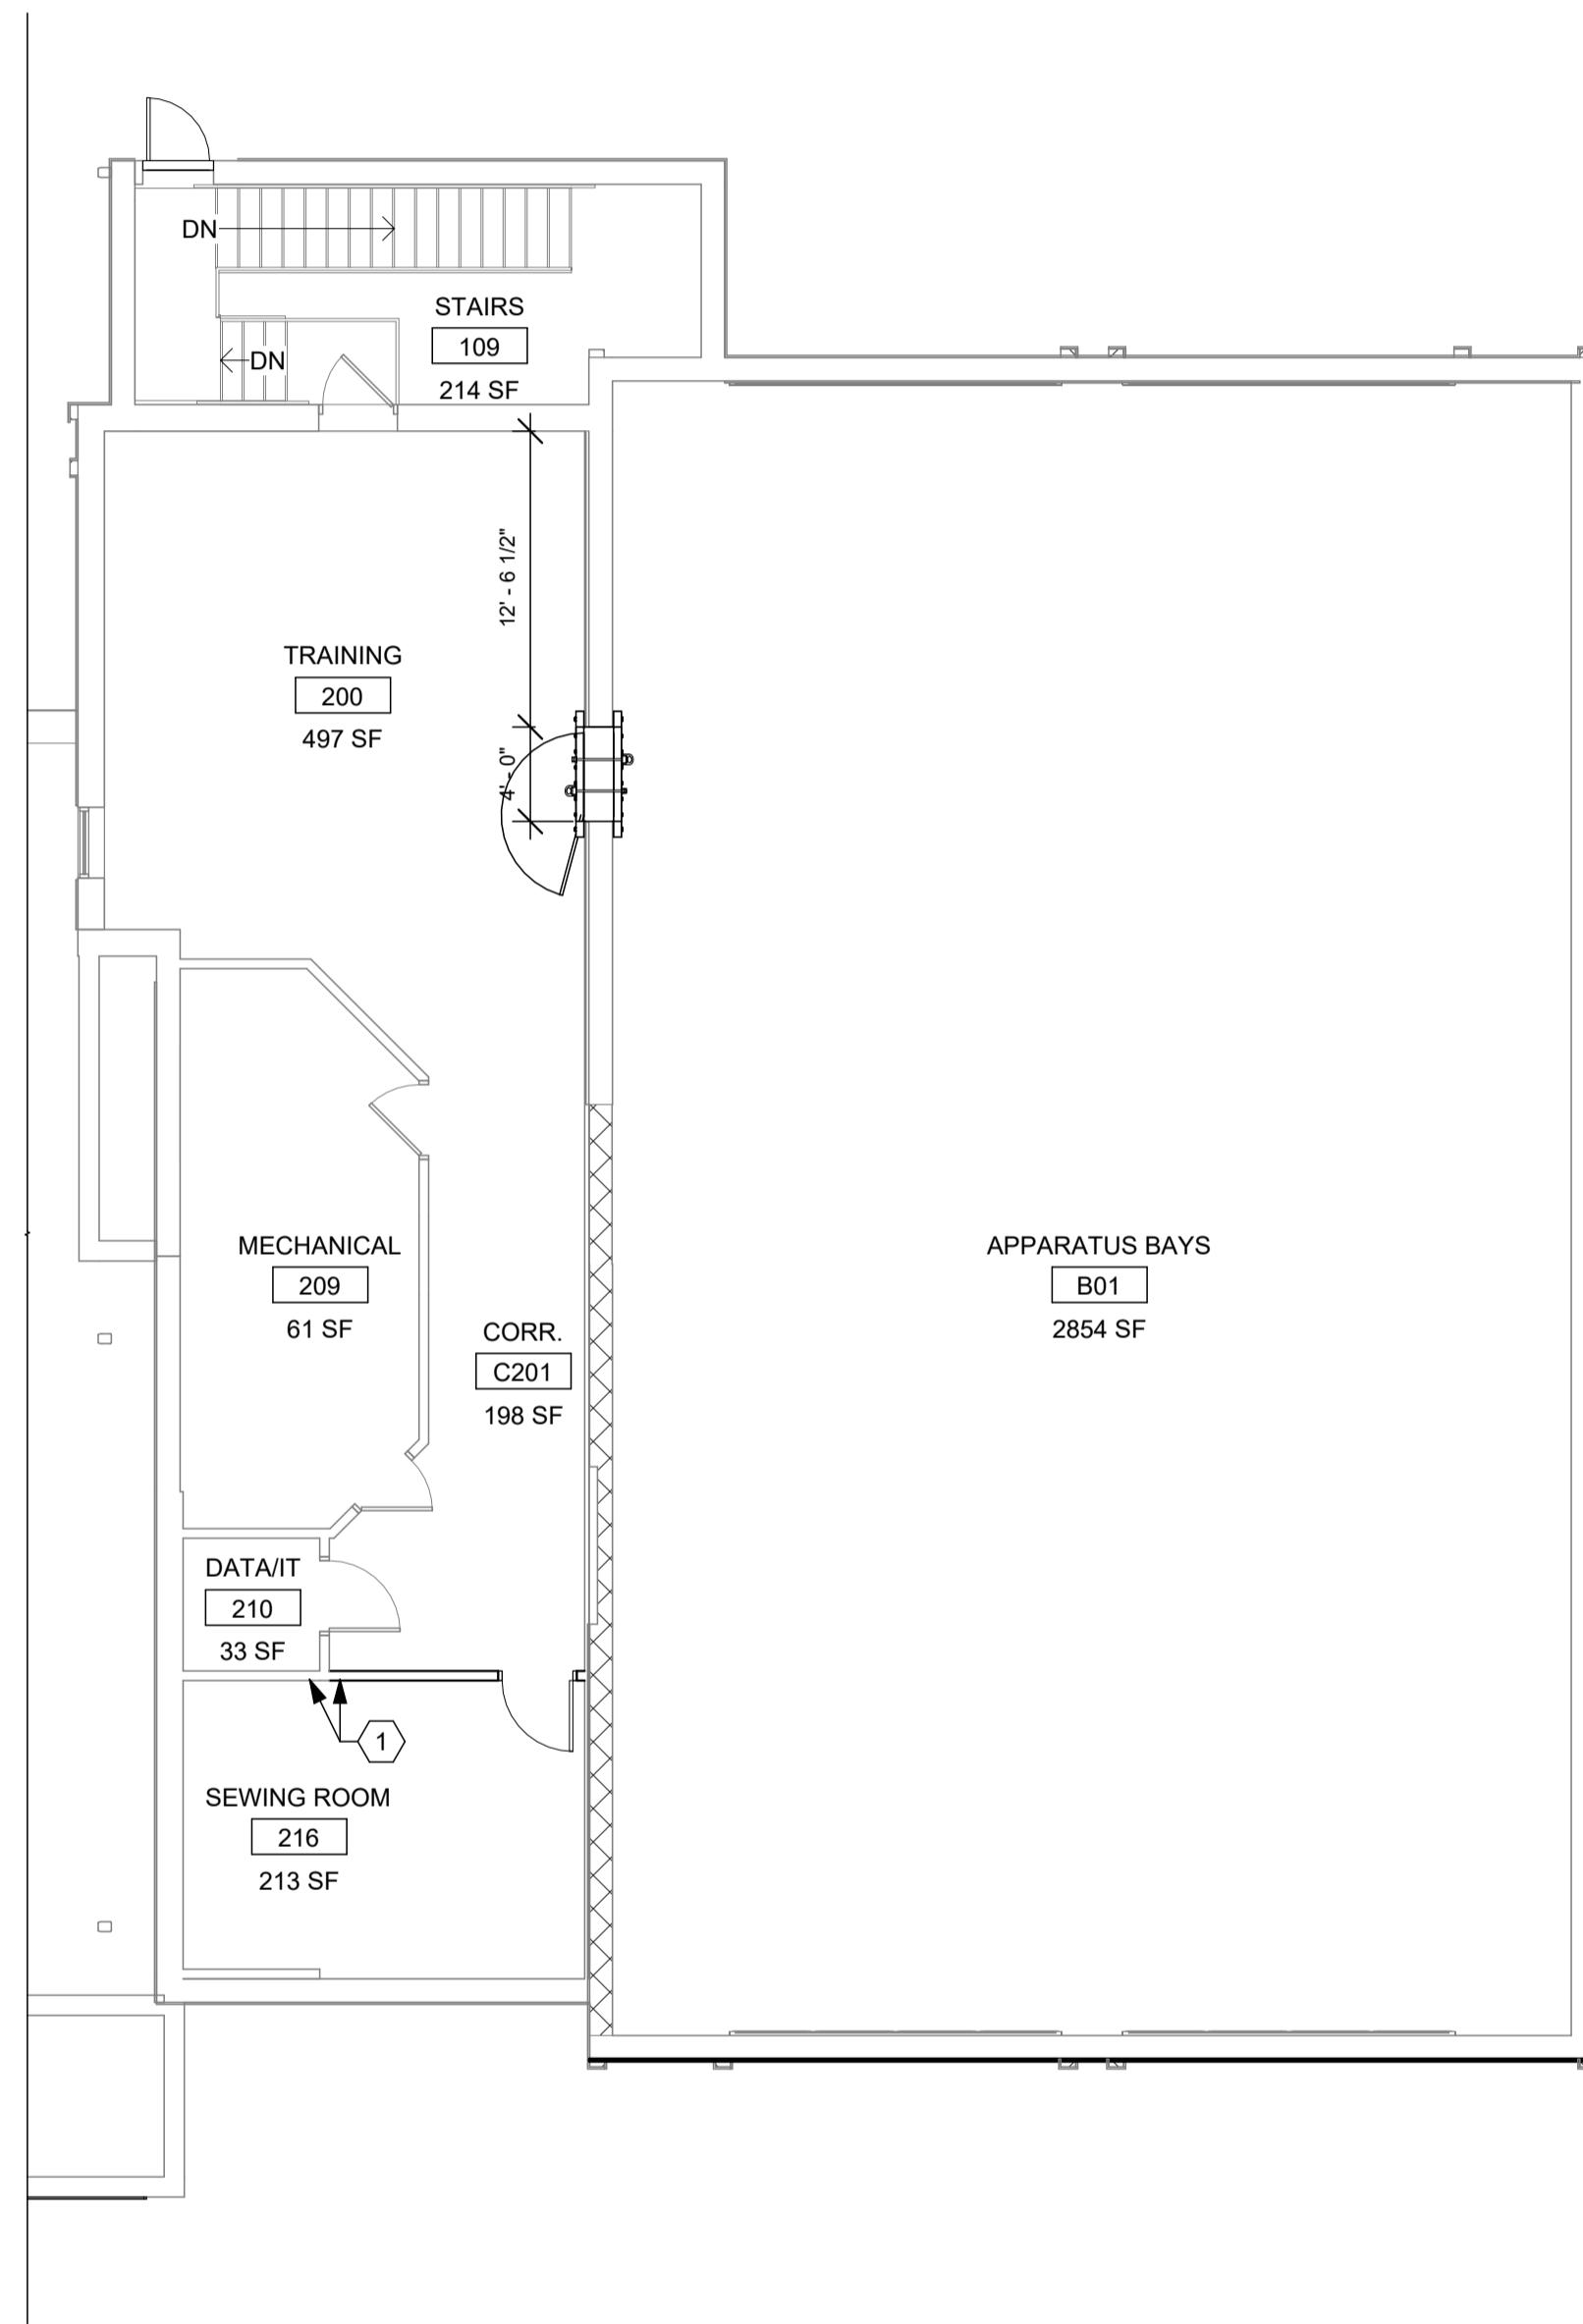 DN
STAIRS
109
214 SF
DN
12' - 6 1/2"
TRAINING
200
497 SF
4' - 0"
MECHANICAL
209
61 SF
APPARATUS BAYS
B01
2854 SF
CORR.
C201
198 SF
DATA/IT
210
33 SF
1
SEWING ROOM
216
213 SF